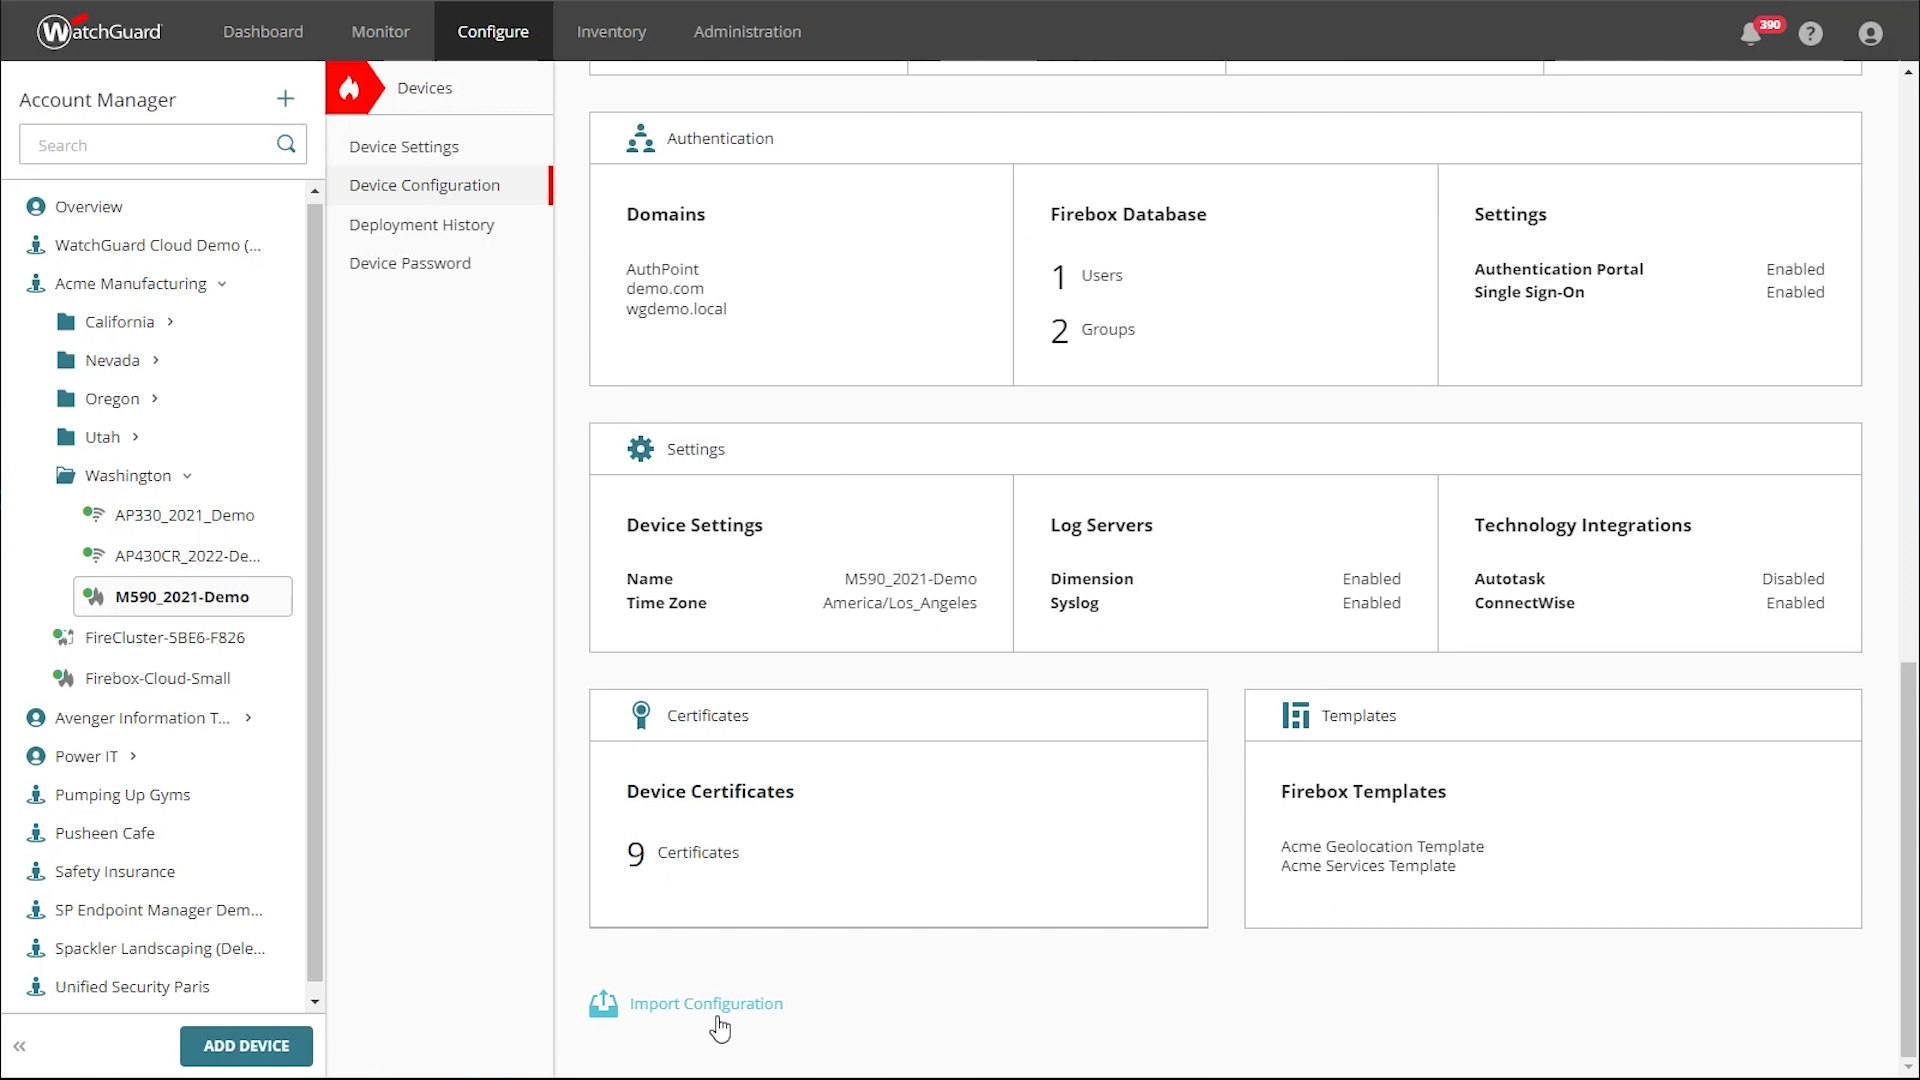 WatchGuard
Dashboard
Monitor
Configure
Inventory
Administration
390
?
Account Manager
Search
Overview
WatchGuard Cloud Demo (...
Acme Manufacturing
California
Nevada
Oregon
Utah
Washington
AP330_2021_Demo
AP430CR_2022-De...
M590_2021-Demo
FireCluster-5BE6-F826
Firebox-Cloud-Small
Avenger Information T...
Power IT
Pumping Up Gyms
Pusheen Cafe
Safety Insurance
SP Endpoint Manager Dem...
Spackler Landscaping (Dele...
Unified Security Paris
ADD DEVICE
Devices
Device Settings
Device Configuration
Deployment History
Device Password
Authentication
Domains
AuthPoint
demo.com
wgdemo.local
Firebox Database
1 Users
2 Groups
Settings
Authentication Portal Enabled
Single Sign-On Enabled
Settings
Device Settings
Name M590_2021-Demo
Time Zone America/Los_Angeles
Log Servers
Dimension Enabled
Syslog Enabled
Technology Integrations
Autotask Disabled
ConnectWise Enabled
Certificates
Device Certificates
9 Certificates
Templates
Firebox Templates
Acme Geolocation Template
Acme Services Template
Import Configuration